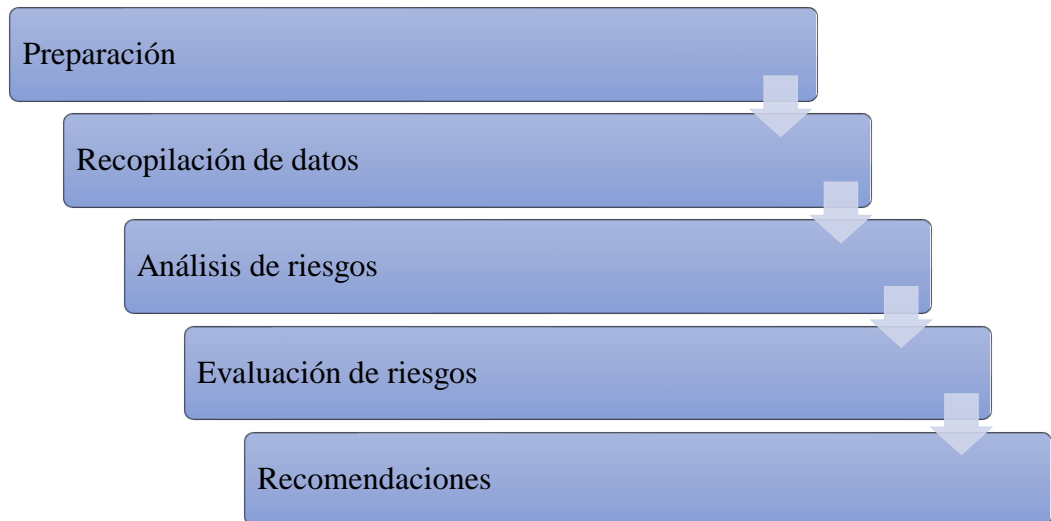 Preparación
Recopilación de datos
Análisis de riesgos
Evaluación de riesgos
Recomendaciones